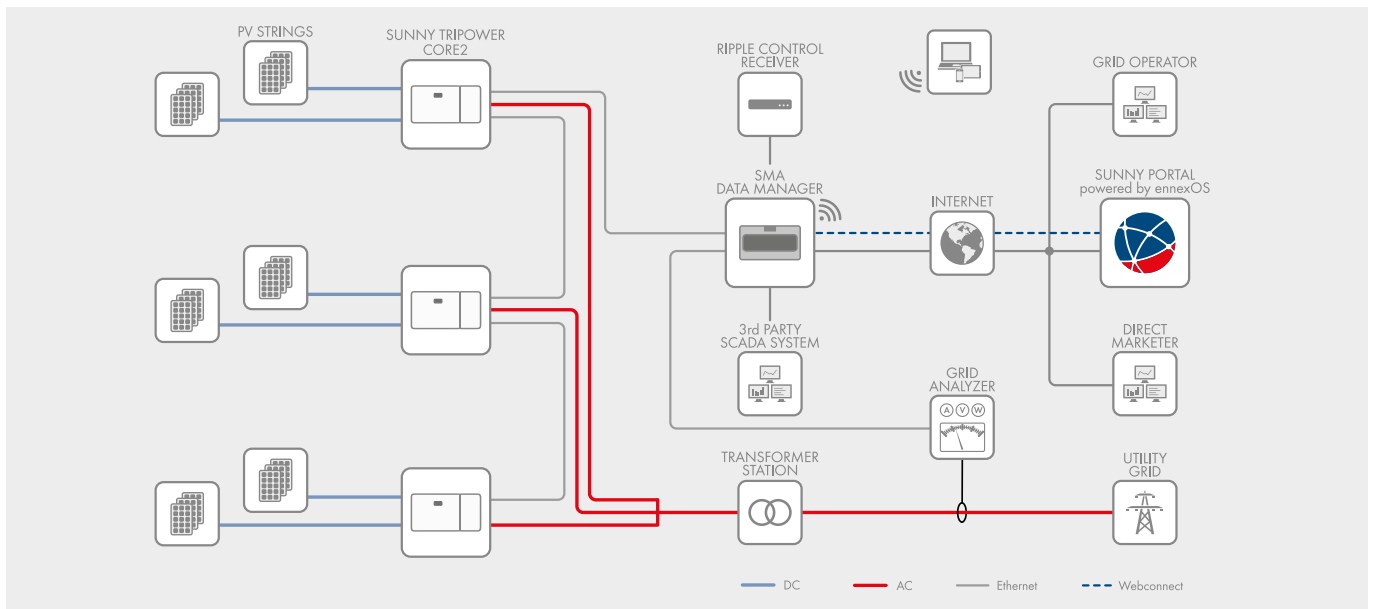 PV STRINGS
SUNNY TRIPOWER
CORE2
RIPPLE CONTROL
RECEIVER
GRID OPERATOR
SMA
DATA MANAGER
INTERNET
SUNNY PORTAL
powered by ennexOS
3rd PARTY
SCADA SYSTEM
DIRECT
MARKETER
GRID
ANALYZER
A V W
TRANSFORMER
STATION
UTILITY
GRID
DC
AC
Ethernet
Webconnect